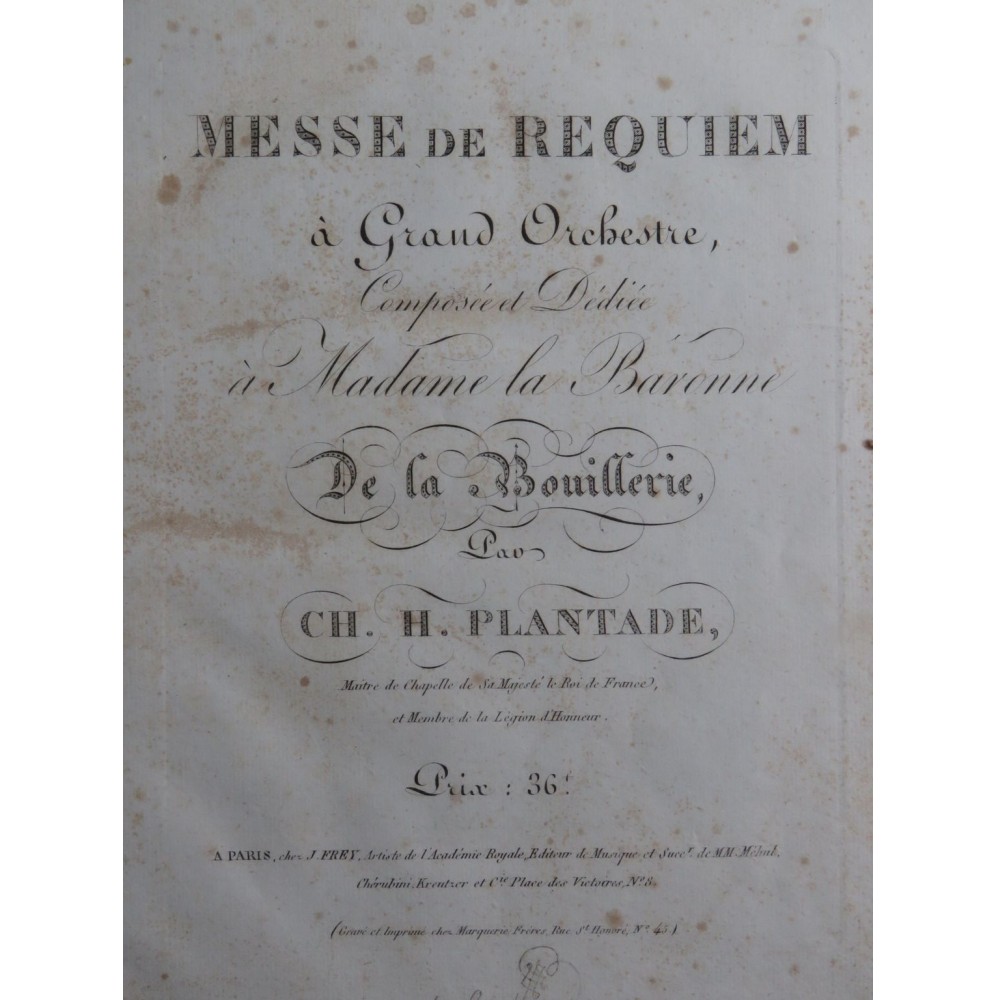 MESSE DE REQUIEM
à Grand Orchestre,
Composée et Dédiée
à Madame la Baronne
De la Bouillerie,
Par
CH. H. PLANTADE,
Maître de Chapelle de Sa Majesté le Roi de France,
et Membre de la Légion d'Honneur.
Prix : 36.f
A PARIS, chez J. FREY, Artiste de l'Académie Royale, Editeur de Musique et Succr. de MM. Méhul,
Chérubini, Kreutzer et Cie. Place des Victoires, No. 8.
(Gravé et Imprimé chez Marquerie Frères, Rue St. Honoré, No. 45.)